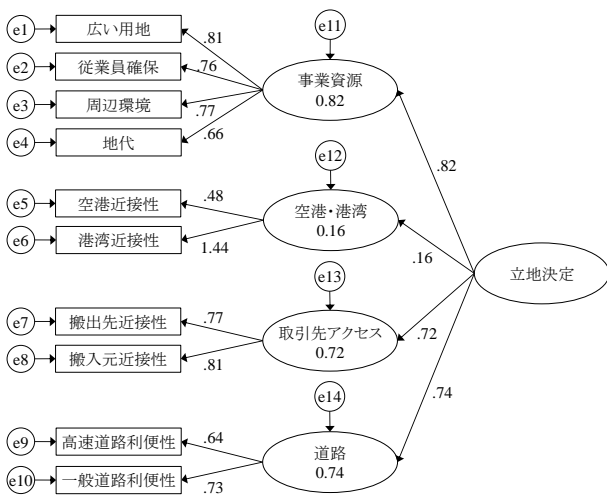 e1
広い用地
.81
e2
従業員確保
.76
e3
周辺環境
.77
e4
地代
.66
e11
事業資源
0.82
.82
e5
空港近接性
.48
e6
港湾近接性
1.44
e12
空港・港湾
0.16
.16
立地決定
e7
搬出先近接性
.77
e8
搬入元近接性
.81
e13
取引先アクセス
0.72
.72
e9
高速道路利便性
.64
e10
一般道路利便性
.73
e14
道路
0.74
.74